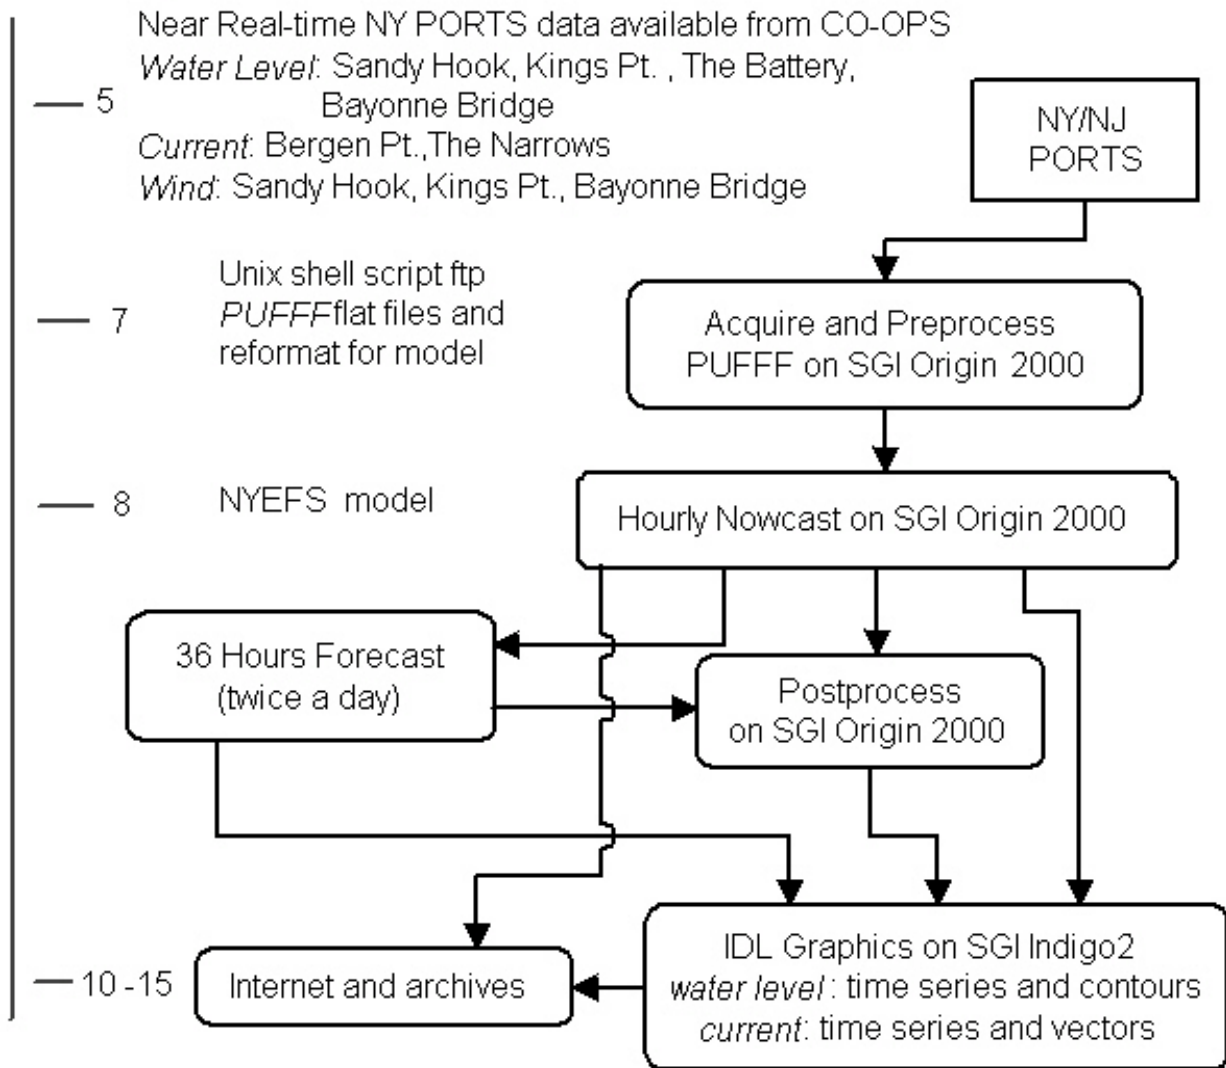 Near Real-time NY PORTS data available from CO-OPS
Water Level: Sandy Hook, Kings Pt. , The Battery,
Bayonne Bridge
5
Current: Bergen Pt.,The Narrows
Wind: Sandy Hook, Kings Pt., Bayonne Bridge
NY/NJ
PORTS
Unix shell script ftp
PUFFF flat files and
reformat for model
7
Acquire and Preprocess
PUFFF on SGI Origin 2000
8
NYEFS model
Hourly Nowcast on SGI Origin 2000
36 Hours Forecast
(twice a day)
Postprocess
on SGI Origin 2000
10 -15
Internet and archives
IDL Graphics on SGI Indigo2
water level : time series and contours
current: time series and vectors